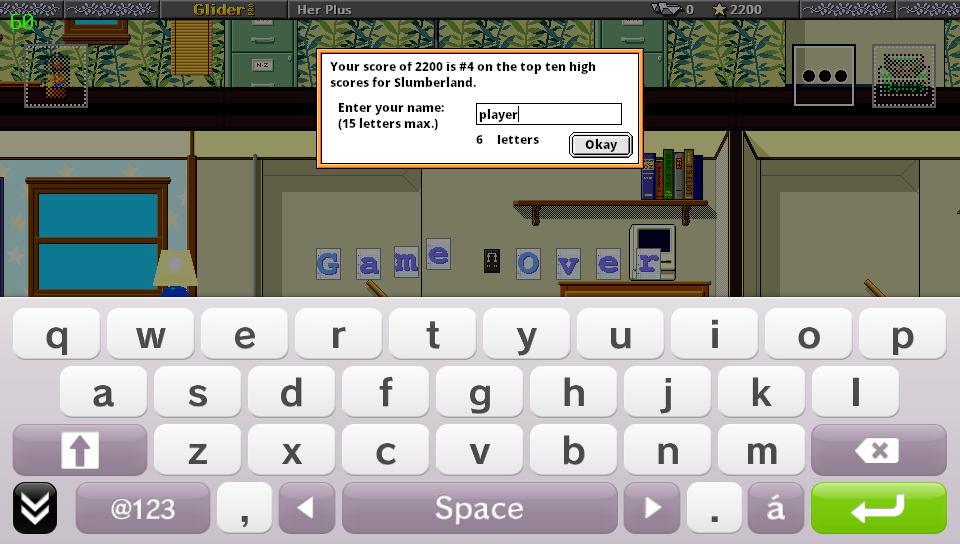 60
Glider
PRO
Her Plus
0
2200
N-Z
Your score of 2200 is #4 on the top ten high
scores for Slumberland.
Enter your name:
(15 letters max.)
player
6 letters
Okay
Game Over
q w e r t y u i o p
a s d f g h j k l
z x c v b n m
@123 , Space . á